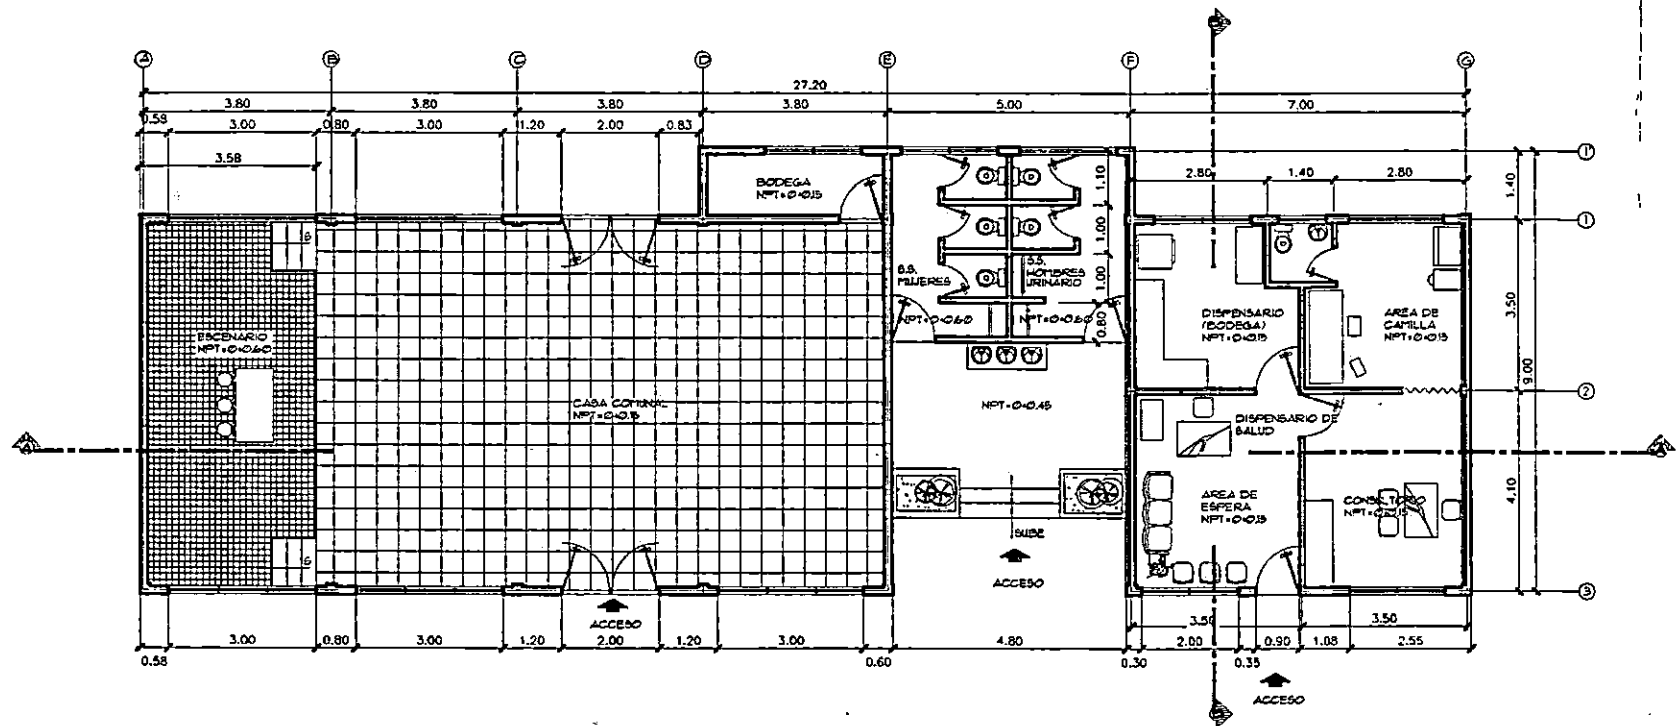 A B C D E F G
27.20
3.80 3.80 3.80 3.80 5.00 7.00
0.58 3.00 0.80 3.00 1.20 2.00 0.83
3.58
1'
2.80 1.40 2.80
1.40
1.10
BODEGA
NPT=0+0.15
1
1.00
1.00
0.80
S.S.
MUJERES
NPT=0+0.60
S.S.
HOMBRES
URINARIO
NPT=0+0.60
3.50
9.00
DISPENSARIO
(BODEGA)
NPT=0+0.15
AREA DE
CAMILLA
NPT=0+0.15
S
ESCENARIO
NPT=0+0.60
CASA COMUNAL
NPT=0+0.15
NPT=0+0.45
2
DISPENSARIO DE
SALUD
A A
4.10
AREA DE
ESPERA
NPT=0+0.15
CONSULTORIO
NPT=0+0.15
S
SUBE
ACCESO
3
ACCESO
3.50 3.50
3.00 0.80 3.00 1.20 2.00 1.20 3.00 4.80 2.00 0.90 1.08 2.55
0.58 0.60 0.30 0.35
ACCESO